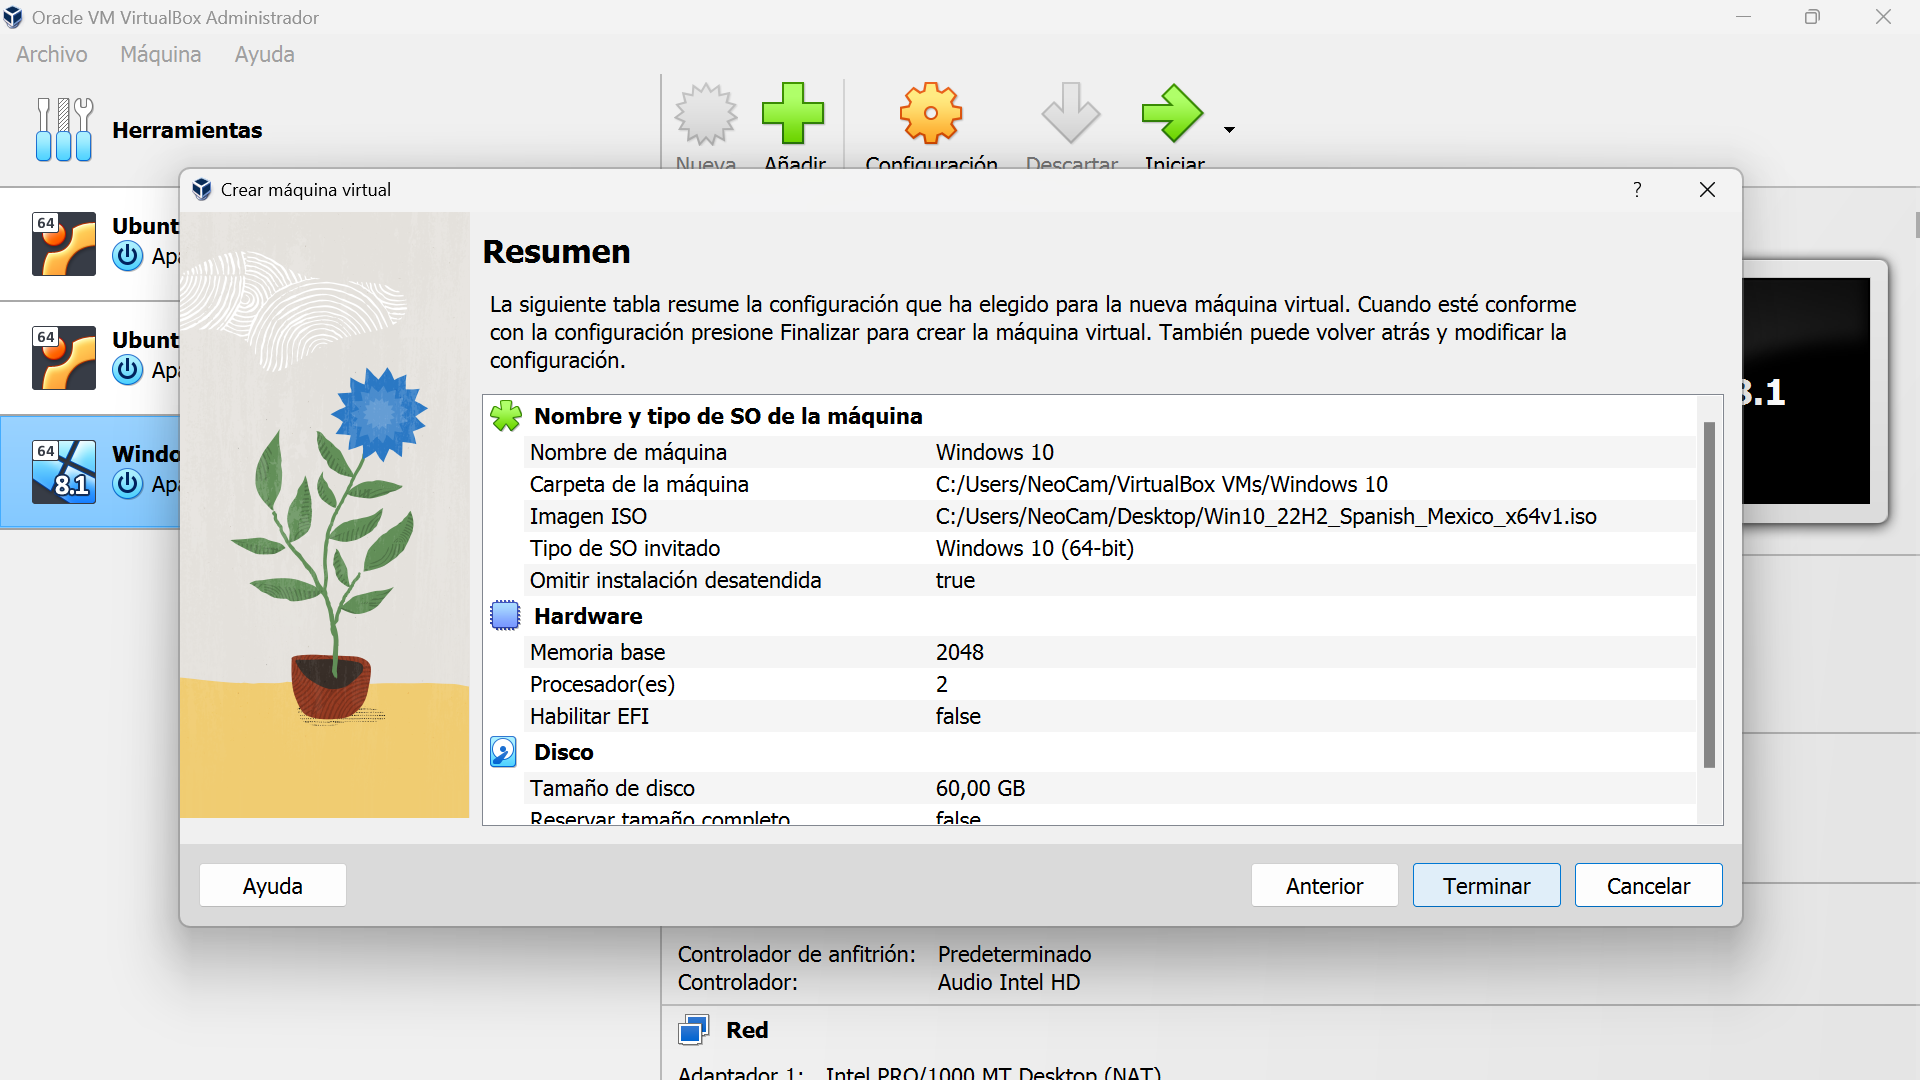 Oracle VM VirtualBox Administrador
Archivo Máquina Ayuda
Herramientas
Nueva Añadir Configuración Descartar Iniciar
64
64
64
8.1
8.1
Crear máquina virtual
?
Resumen
La siguiente tabla resume la configuración que ha elegido para la nueva máquina virtual. Cuando esté conforme
con la configuración presione Finalizar para crear la máquina virtual. También puede volver atrás y modificar la
configuración.
Nombre y tipo de SO de la máquina
Nombre de máquina Windows 10
Carpeta de la máquina C:/Users/NeoCam/VirtualBox VMs/Windows 10
Imagen ISO C:/Users/NeoCam/Desktop/Win10_22H2_Spanish_Mexico_x64v1.iso
Tipo de SO invitado Windows 10 (64-bit)
Omitir instalación desatendida true
Hardware
Memoria base 2048
Procesador(es) 2
Habilitar EFI false
Disco
Tamaño de disco 60,00 GB
Reservar tamaño completo false
Ayuda Anterior Terminar Cancelar
Controlador de anfitrión: Predeterminado
Controlador: Audio Intel HD
Red
Adaptador 1: Intel PRO/1000 MT Desktop (NAT)